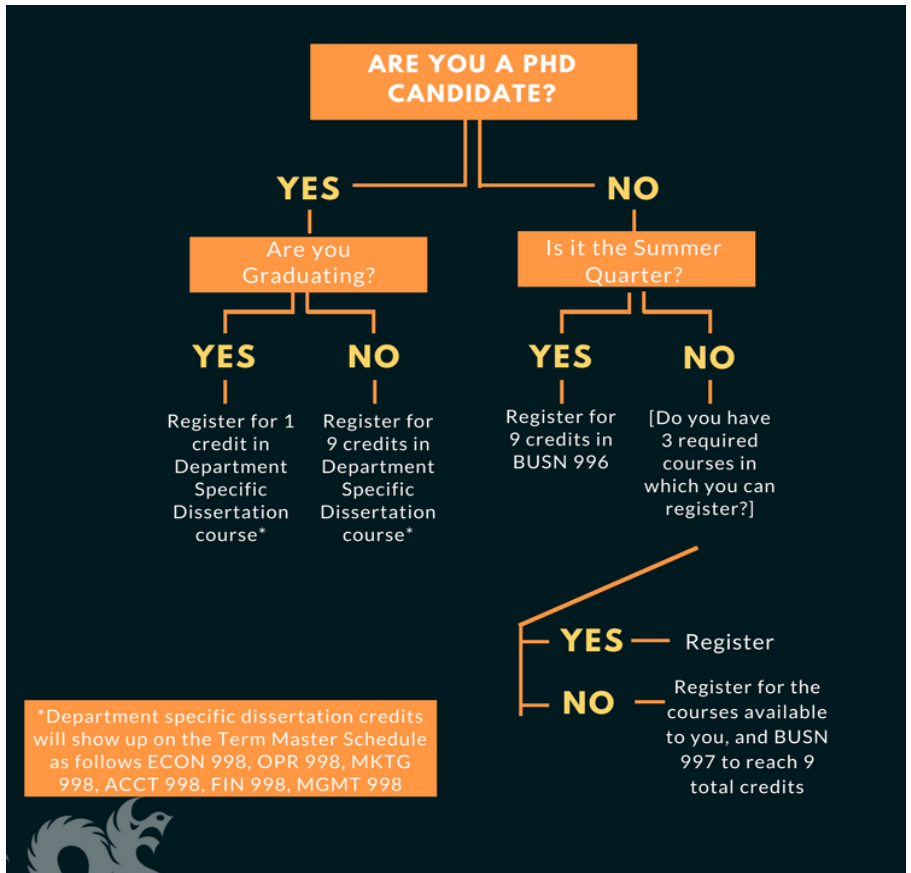 ARE YOU A PHD
CANDIDATE?
YES
NO
Are you
Graduating?
Is it the Summer
Quarter?
YES
NO
YES
NO
Register for 1
credit in
Department
Specific
Dissertation
course*
Register for
9 credits in
Department
Specific
Dissertation
course*
Register for
9 credits in
BUSN 996
[Do you have
3 required
courses in
which you can
register?]
YES
Register
NO
Register for the
courses available
to you, and BUSN
997 to reach 9
total credits
*Department specific dissertation credits
will show up on the Term Master Schedule
as follows ECON 998, OPR 998, MKTG
998, ACCT 998, FIN 998, MGMT 998